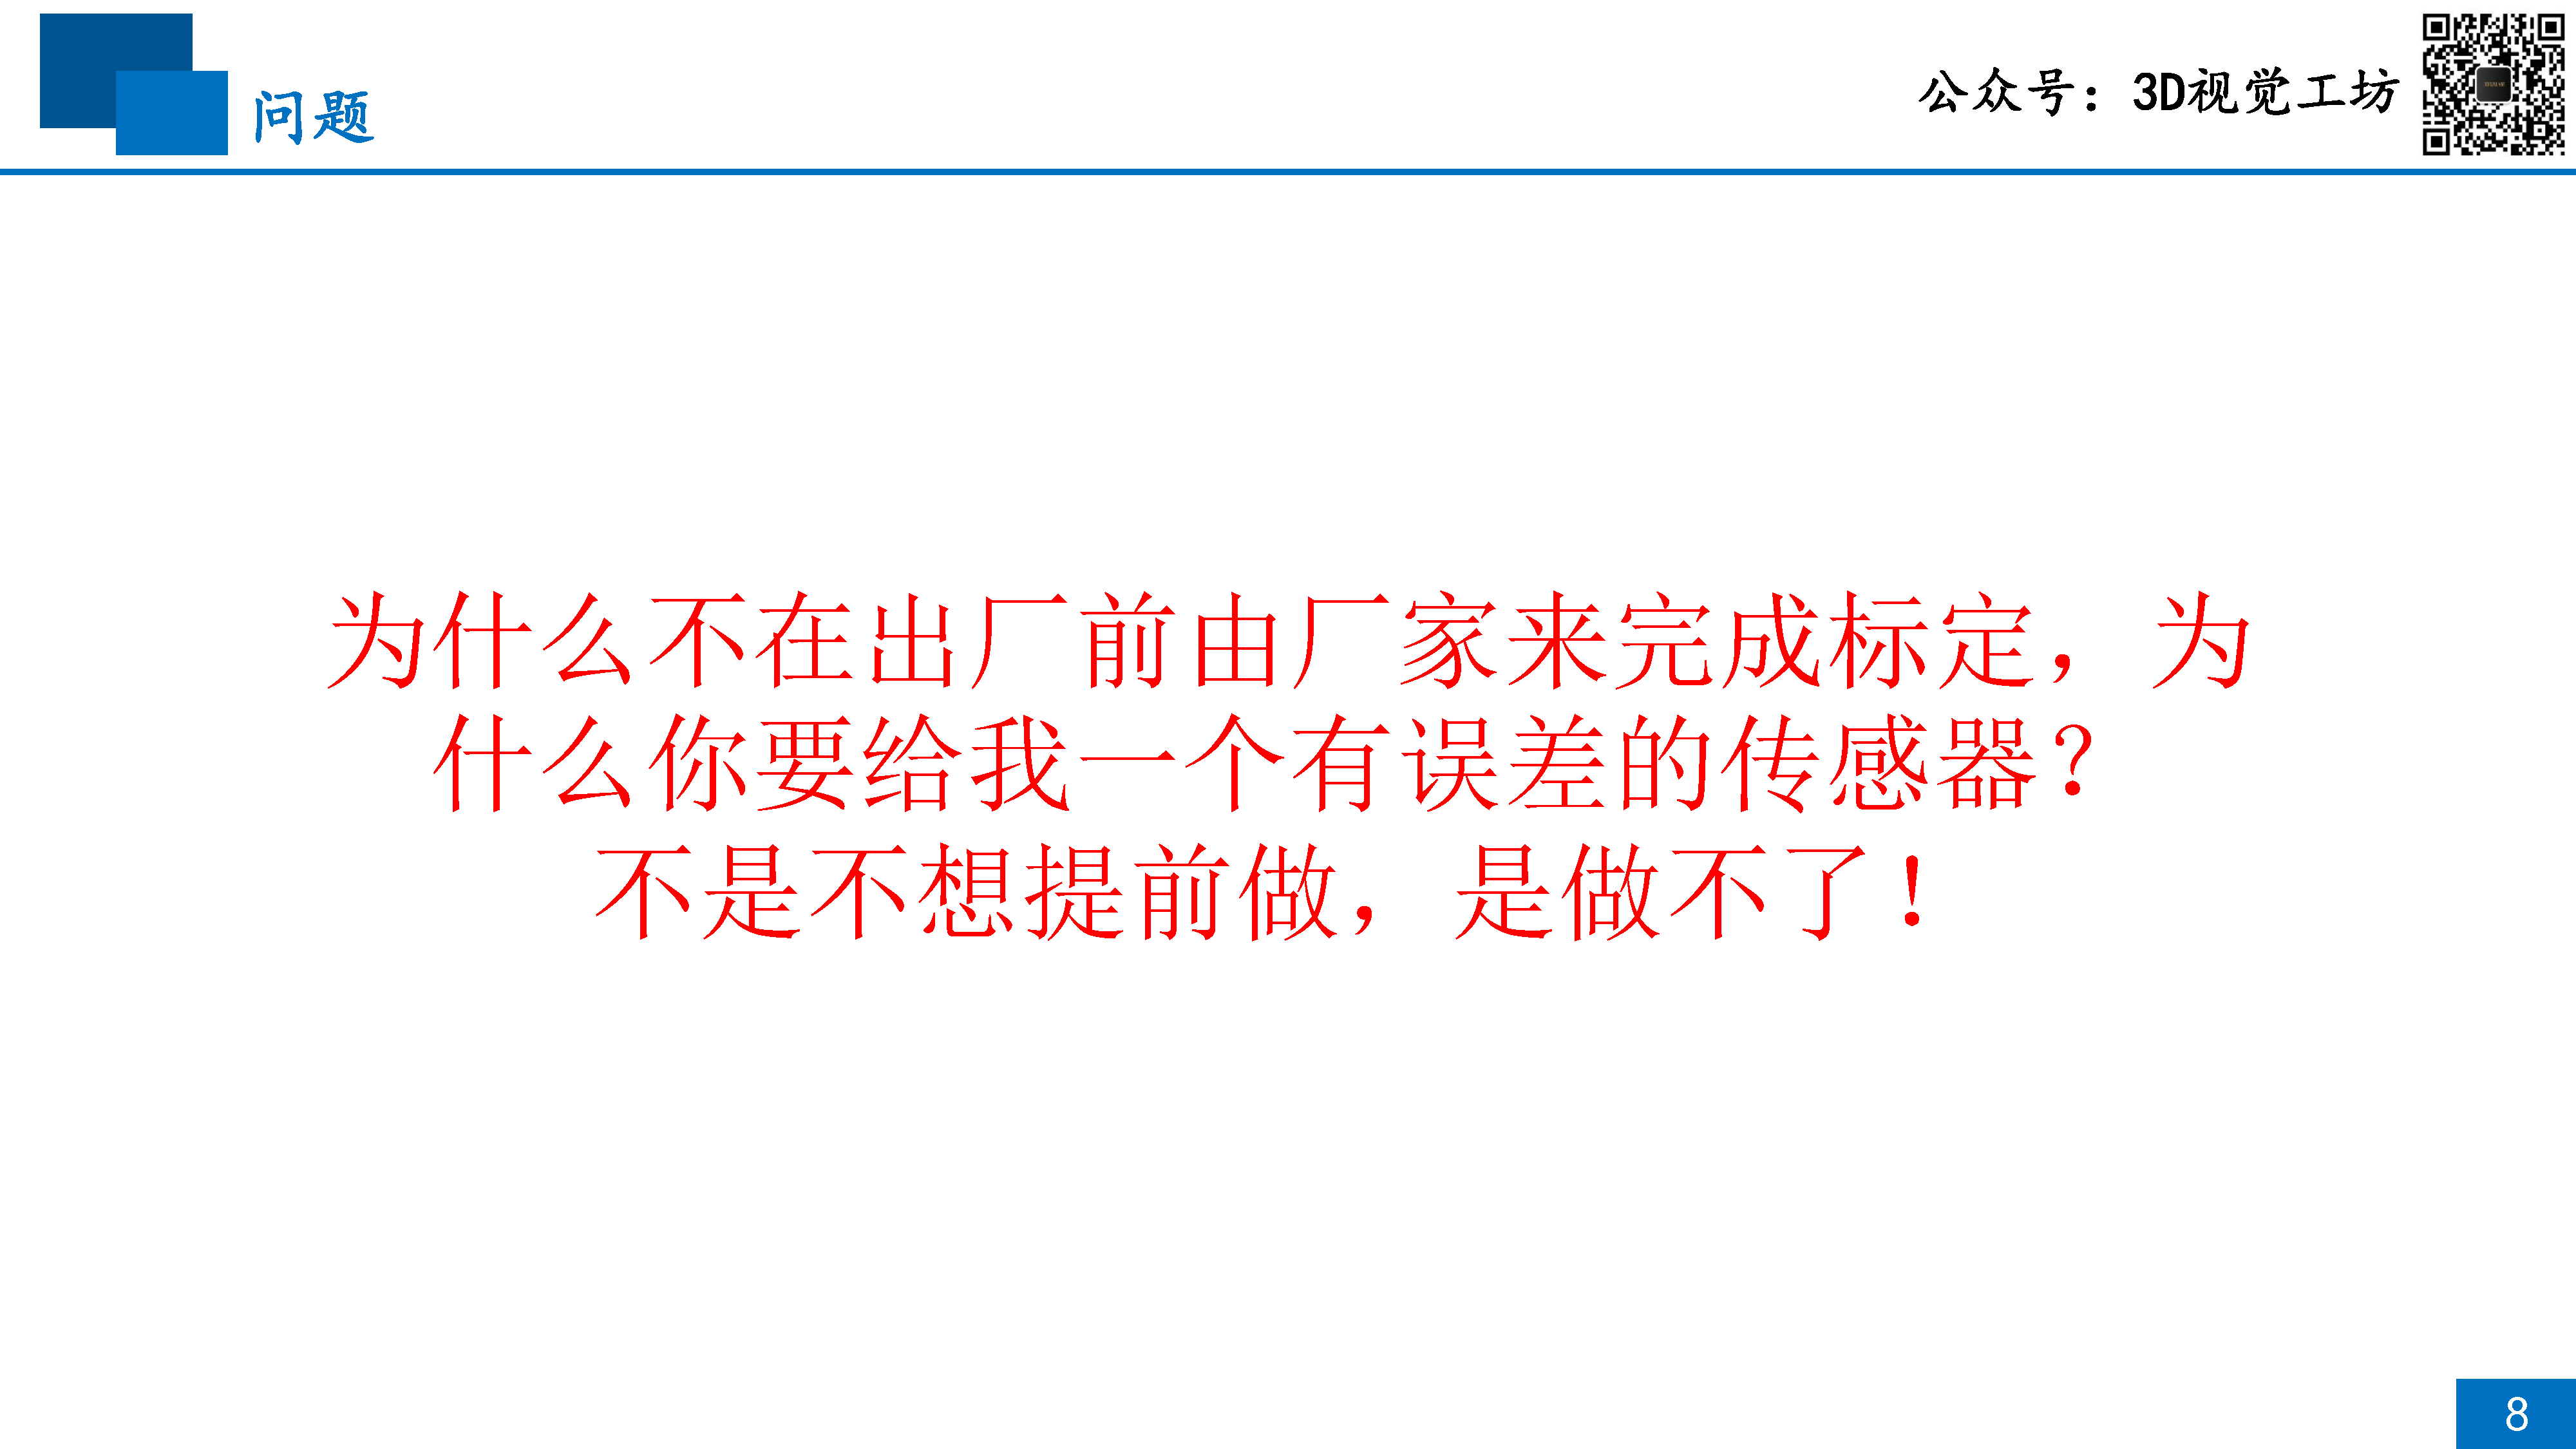 问题
公众号：3D视觉工坊
为什么不在出厂前由厂家来完成标定，为
什么你要给我一个有误差的传感器？
不是不想提前做，是做不了！
8